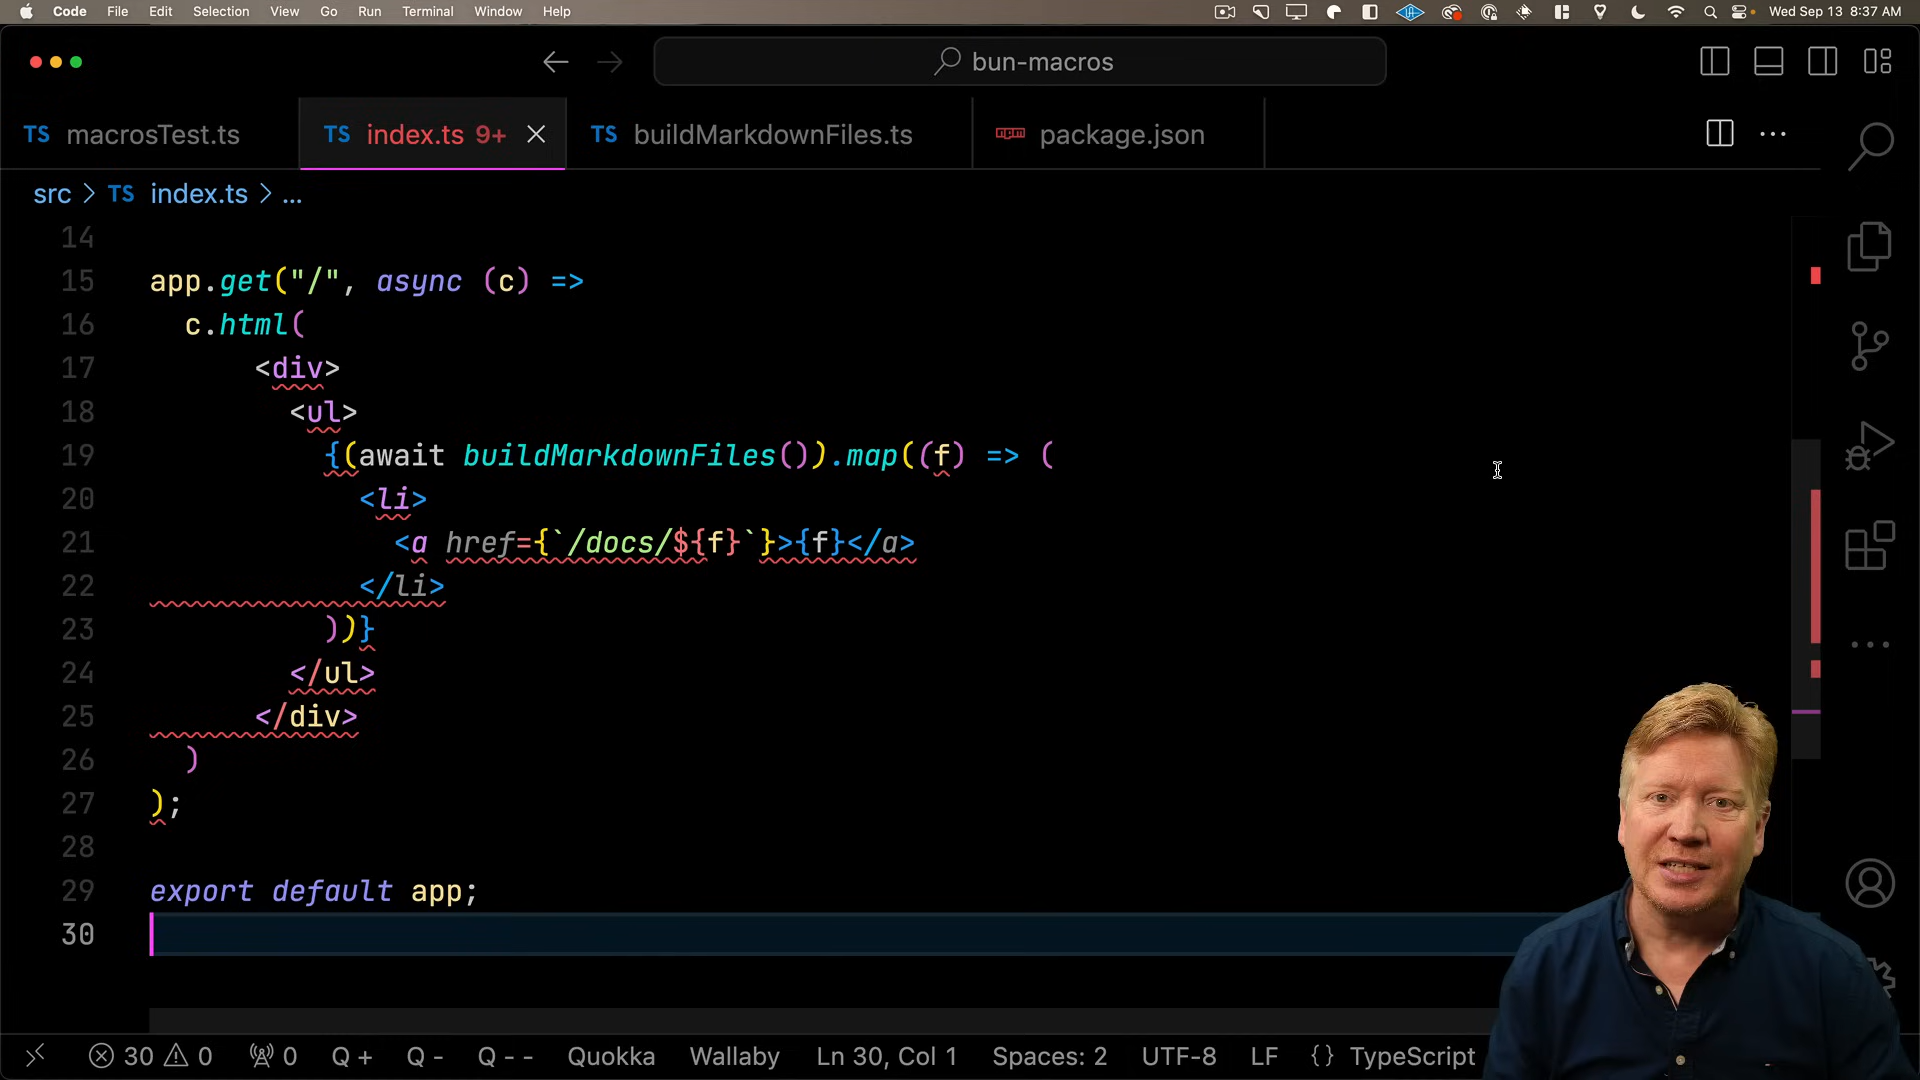 Code File Edit Selection View Go Run Terminal Window Help Wed Sep 13 8:37 AM
bun-macros
TS macrosTest.ts TS index.ts 9+ TS buildMarkdownFiles.ts npm package.json
src > TS index.ts > ...
14
15 app.get("/", async (c) =>
16 c.html(
17 <div>
18 <ul>
19 {(await buildMarkdownFiles()).map((f) => (
20 <li>
21 <a href={`/docs/${f}`}>{f}</a>
22 </li>
23 ))}
24 </ul>
25 </div>
26 )
27 );
28
29 export default app;
30
30 0 0 Q + Q - Q - - Quokka Wallaby Ln 30, Col 1 Spaces: 2 UTF-8 LF {} TypeScript